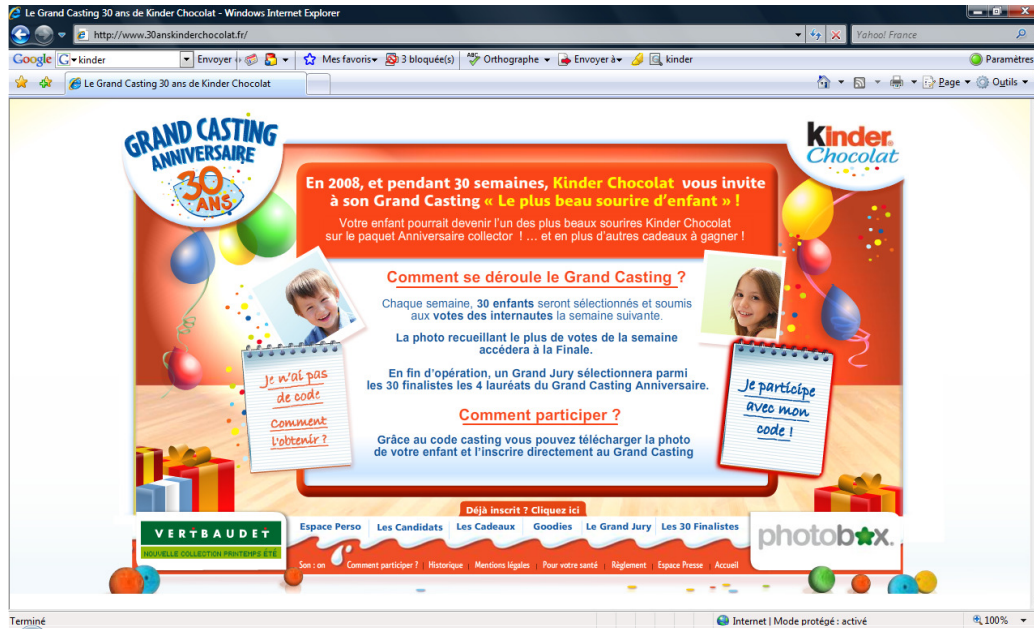 Le Grand Casting 30 ans de Kinder Chocolat - Windows Internet Explorer
http://www.30anskinderchocolat.fr/
Yahoo! France
Google
G
kinder
Envoyer
Mes favoris
3 bloquée(s)
Orthographe
Envoyer à
kinder
Paramètres
Le Grand Casting 30 ans de Kinder Chocolat
Page
Outils
GRAND CASTING
ANNIVERSAIRE
30
ANS
Kinder
Chocolat
En 2008, et pendant 30 semaines, Kinder Chocolat vous invite
à son Grand Casting « Le plus beau sourire d'enfant » !
Votre enfant pourrait devenir l'un des plus beaux sourires Kinder Chocolat
sur le paquet Anniversaire collector ! ... et en plus d'autres cadeaux à gagner !
Comment se déroule le Grand Casting ?
Chaque semaine, 30 enfants seront sélectionnés et soumis
aux votes des internautes la semaine suivante.
La photo recueillant le plus de votes de la semaine
accédera à la Finale.
En fin d'opération, un Grand Jury sélectionnera parmi
les 30 finalistes les 4 lauréats du Grand Casting Anniversaire.
Comment participer ?
Grâce au code casting vous pouvez télécharger la photo
de votre enfant et l'inscrire directement au Grand Casting
Je n'ai pas
de code
Comment
l'obtenir ?
Je participe
avec mon
code !
Déjà inscrit ? Cliquez ici
Espace Perso
Les Candidats
Les Cadeaux
Goodies
Le Grand Jury
Les 30 Finalistes
VERTBAUDET
NOUVELLE COLLECTION PRINTEMPS ÉTÉ
photobox.
Son : on
Comment participer ? | Historique | Mentions légales | Pour votre santé | Règlement | Espace Presse | Accueil
Terminé
Internet | Mode protégé : activé
100%